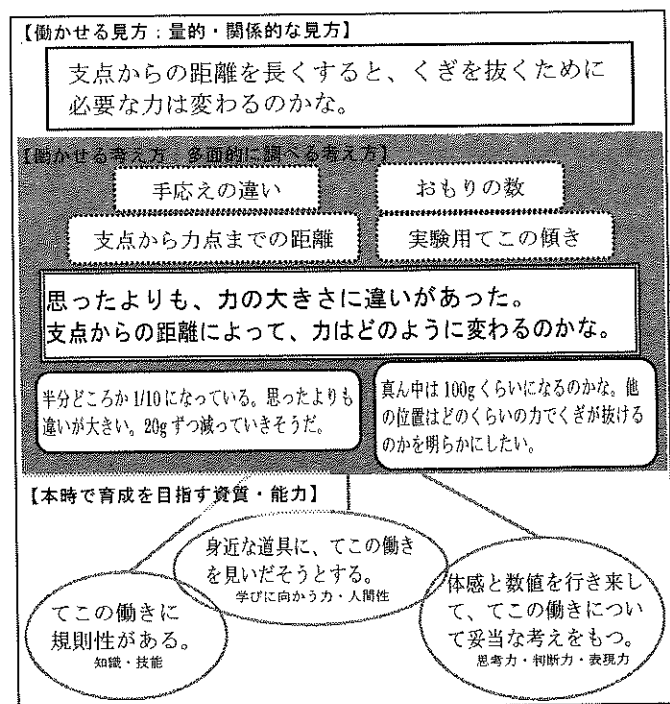 【働かせる見方：量的・関係的な見方】
支点からの距離を長くすると、くぎを抜くために
必要な力は変わるのかな。
【働かせる考え方：多面的に調べる考え方】
手応えの違い
おもりの数
支点から力点までの距離
実験用てこの傾き
思ったよりも、力の大きさに違いがあった。
支点からの距離によって、力はどのように変わるのかな。
半分どころか1/10になっている。思ったよりも
違いが大きい。20gずつ減っていきそうだ。
真ん中は100gくらいになるのかな。他
の位置はどのくらいの力でくぎが抜ける
のかを明らかにしたい。
【本時で育成を目指す資質・能力】
身近な道具に、てこの働き
を見いだそうとする。
学びに向かう力・人間性
てこの働きに
規則性がある。
知識・技能
体感と数値を行き来し
て、てこの働きについ
て妥当な考えをもつ。
思考力・判断力・表現力